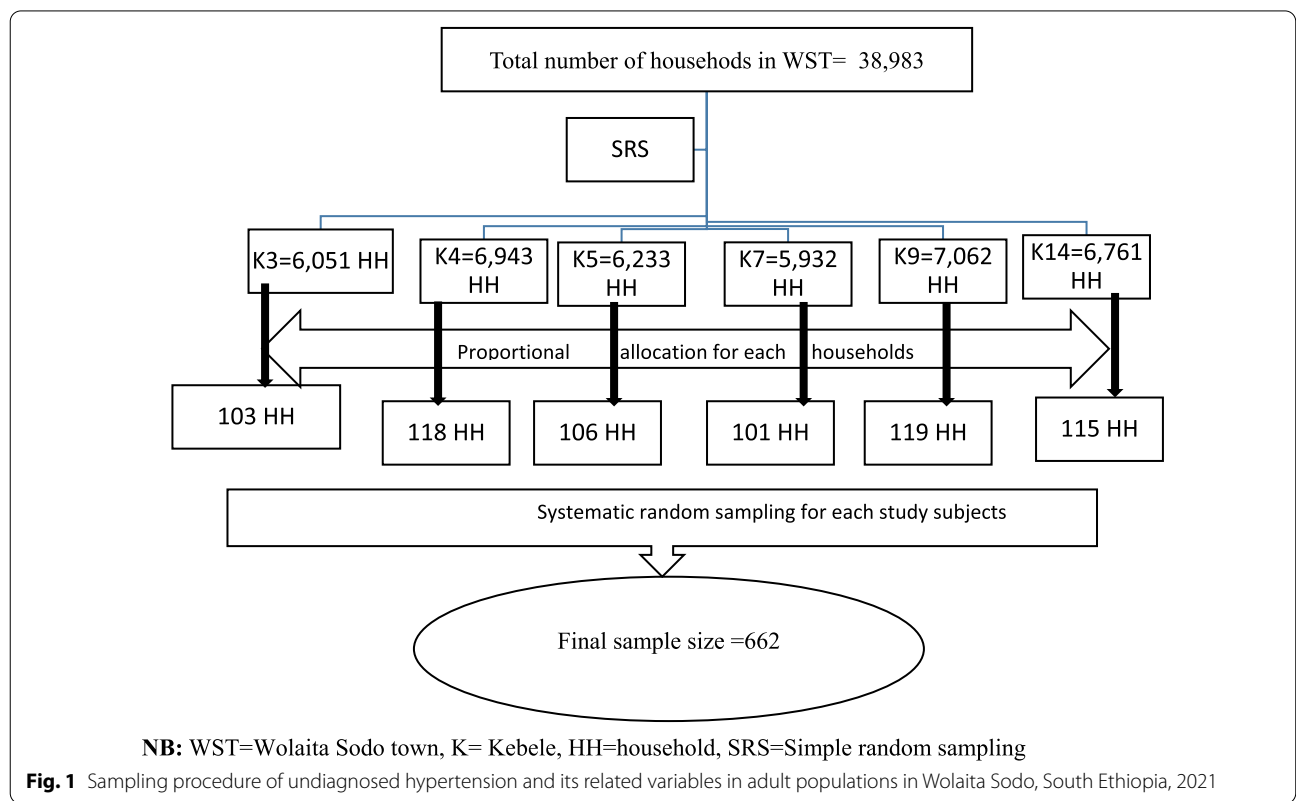 Total number of househods in WST= 38,983
SRS
K3=6,051 HH
K4=6,943
HH
K5=6,233
HH
K7=5,932
HH
K9=7,062
HH
K14=6,761
HH
Proportional allocation for each households
103 HH
118 HH
106 HH
101 HH
119 HH
115 HH
Systematic random sampling for each study subjects
Final sample size =662
NB: WST=Wolaita Sodo town, K= Kebele, HH=household, SRS=Simple random sampling
Fig. 1 Sampling procedure of undiagnosed hypertension and its related variables in adult populations in Wolaita Sodo, South Ethiopia, 2021